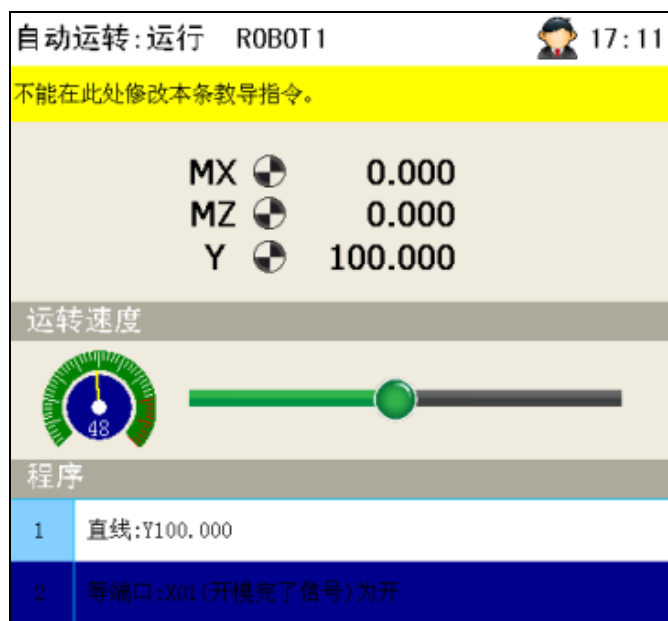 自动运转:运行 ROBOT1 17:11
不能在此处修改本条教导指令。
MX 0.000
MZ 0.000
Y 100.000
运转速度
48
程序
1 直线:Y100.000
2 等端口:X01(开模完了信号)为开